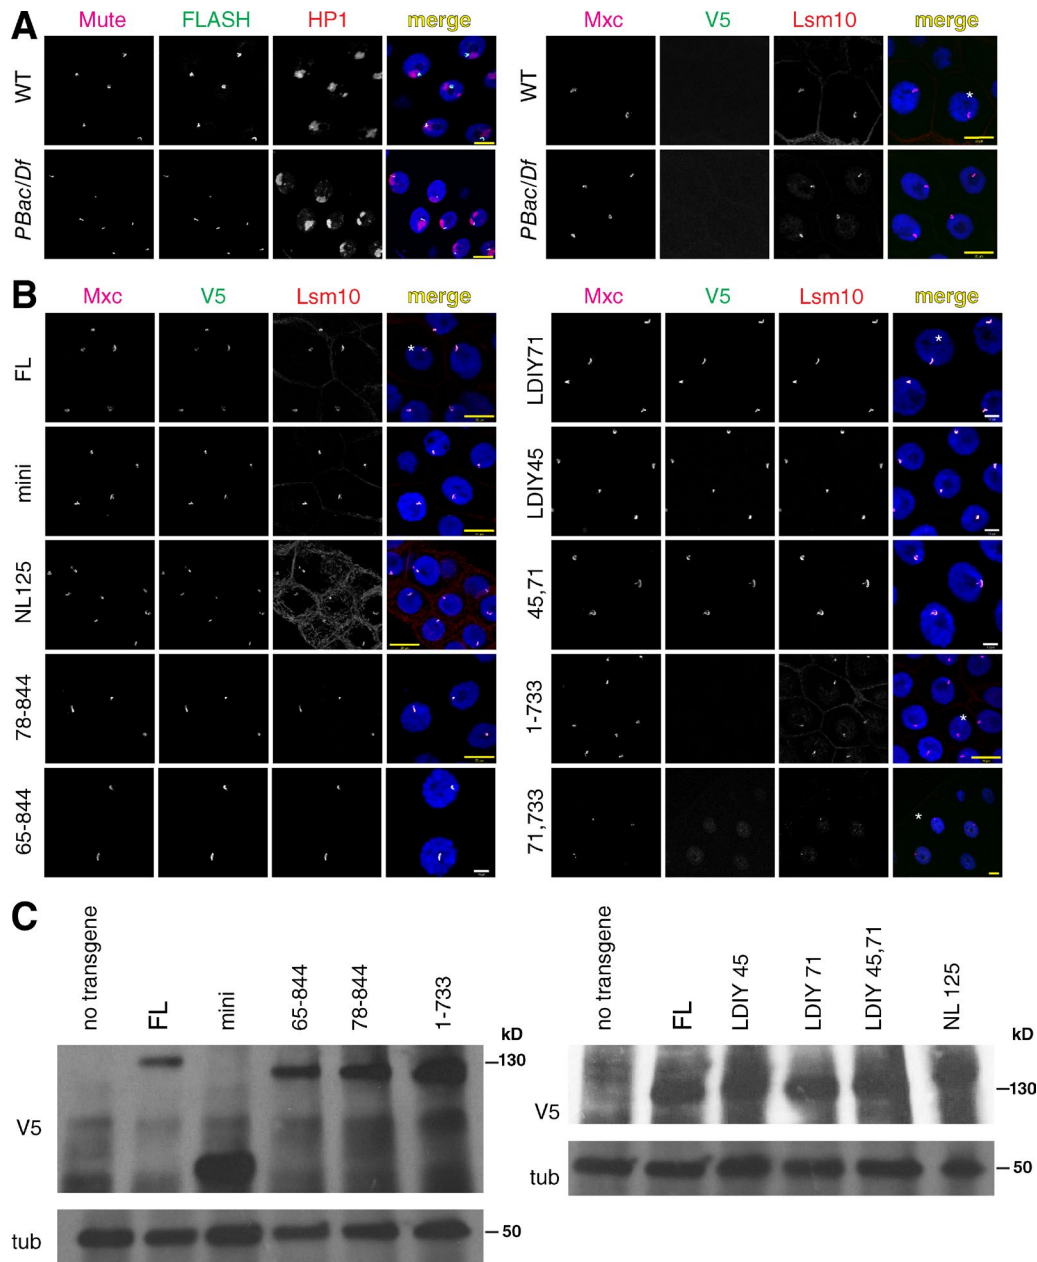 A
Mute FLASH HP1 merge
WT
PBac/Df
Mxc V5 Lsm10 merge
WT
*
PBac/Df
B
Mxc V5 Lsm10 merge
FL
*
mini
NL125
78-844
65-844
Mxc V5 Lsm10 merge
LDIY71
*
LDIY45
45,71
1-733
*
71,733
*
C
no transgene FL mini 65-844 78-844 1-733
kD
V5
–130
tub
–50
no transgene FL LDIY 45 LDIY 71 LDIY 45,71 NL 125
kD
V5
–130
tub
–50